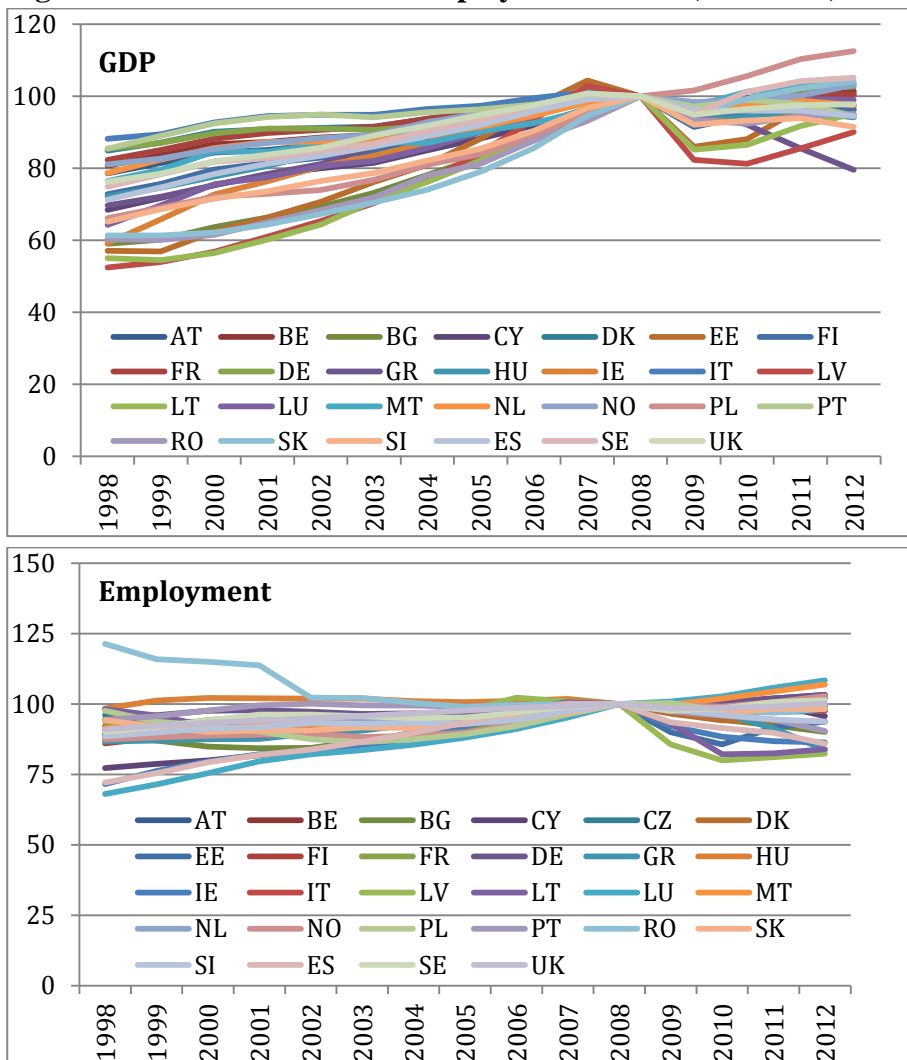 120
GDP
100
80
60
40
AT BE BG CY DK EE FI
FR DE GR HU IE IT LV
20
LT LU MT NL NO PL PT
RO SK SI ES SE UK
0
1998 1999 2000 2001 2002 2003 2004 2005 2006 2007 2008 2009 2010 2011 2012
150
Employment
125
100
75
AT BE BG CY CZ DK
50
EE FI FR DE GR HU
IE IT LV LT LU MT
25
NL NO PL PT RO SK
SI ES SE UK
0
1998 1999 2000 2001 2002 2003 2004 2005 2006 2007 2008 2009 2010 2011 2012